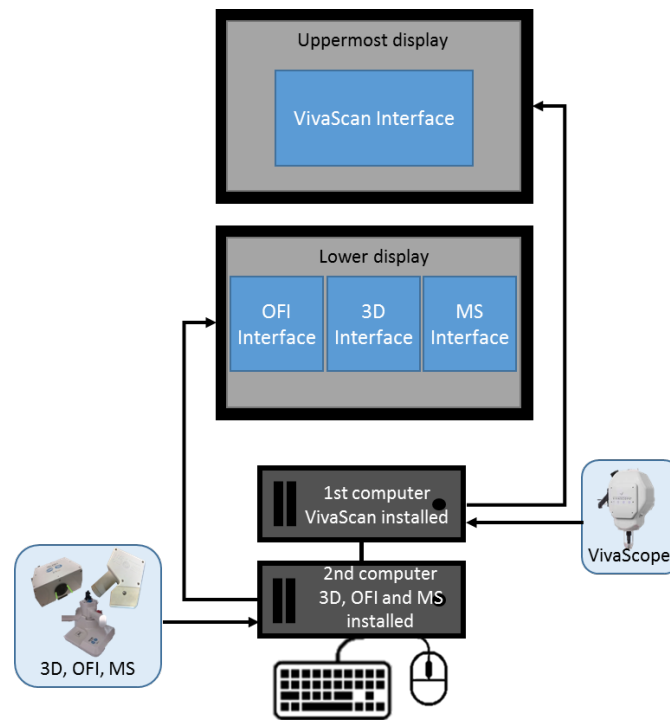 Uppermost display
VivaScan Interface
Lower display
OFI
Interface
3D
Interface
MS
Interface
1st computer
VivaScan installed
VivaScope
2nd computer
3D, OFI and MS
installed
3D, OFI, MS